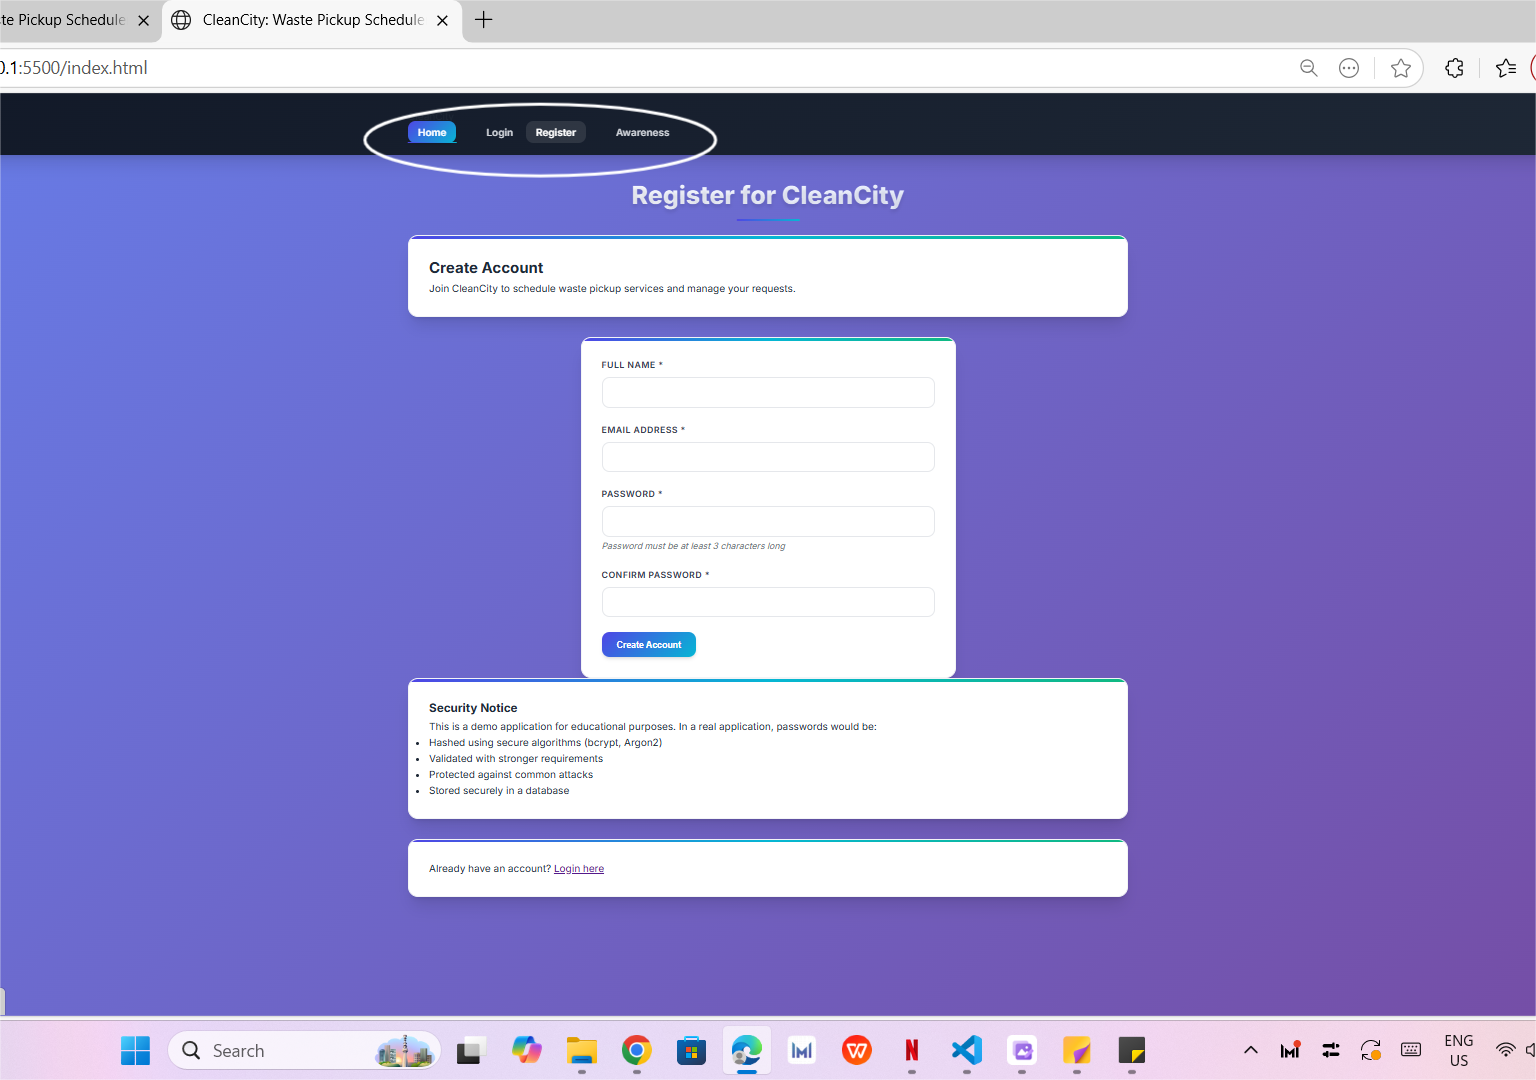 te Pickup Schedule
CleanCity: Waste Pickup Schedule
0.1:5500/index.html
Home Login Register Awareness
Register for CleanCity
Create Account
Join CleanCity to schedule waste pickup services and manage your requests.
FULL NAME *
EMAIL ADDRESS *
PASSWORD *
Password must be at least 3 characters long
CONFIRM PASSWORD *
Create Account
Security Notice
This is a demo application for educational purposes. In a real application, passwords would be:
• Hashed using secure algorithms (bcrypt, Argon2)
• Validated with stronger requirements
• Protected against common attacks
• Stored securely in a database
Already have an account? Login here
Search
ENG
US